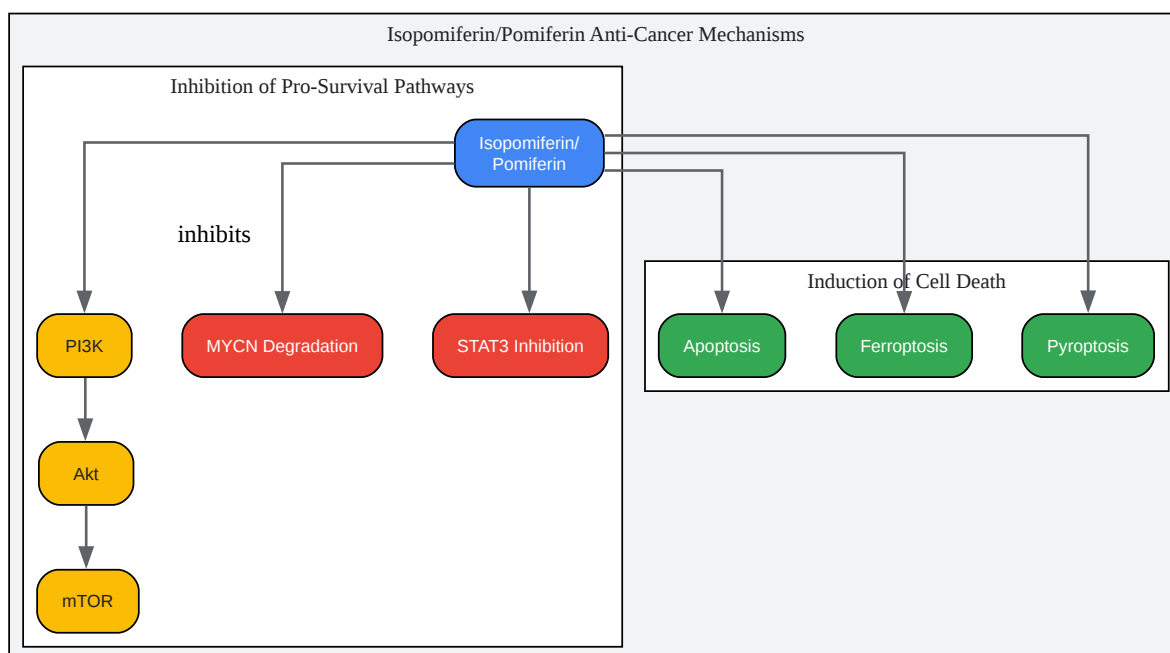 Isopomiferin/Pomiferin Anti-Cancer Mechanisms
Inhibition of Pro-Survival Pathways
Isopomiferin/
Pomiferin
inhibits
Induction of Cell Death
PI3K
MYCN Degradation
STAT3 Inhibition
Apoptosis
Ferroptosis
Pyroptosis
Akt
mTOR